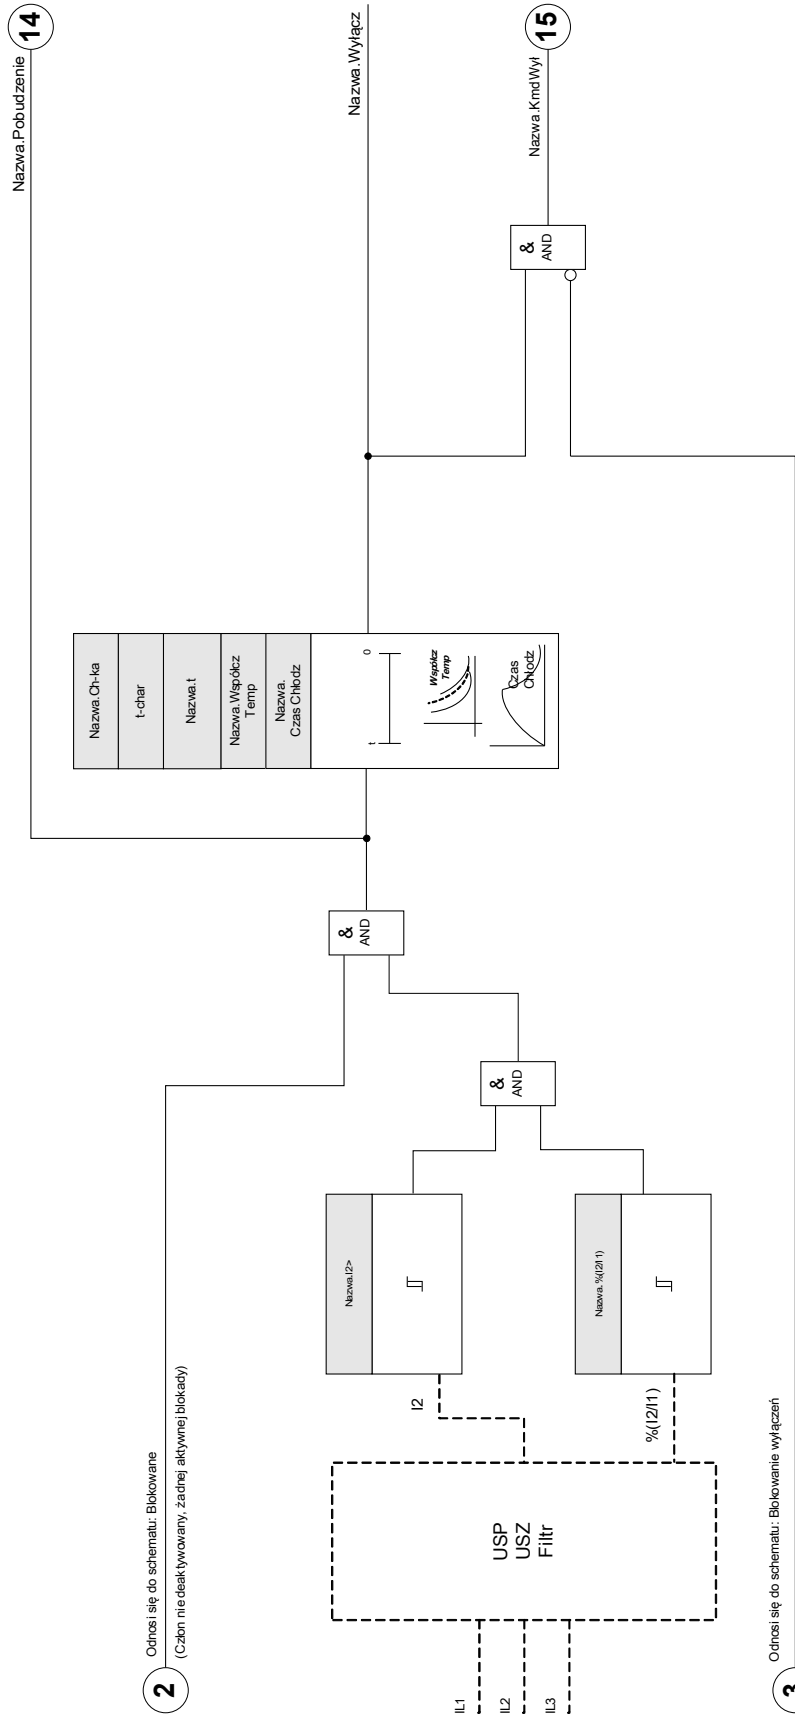 14
Nazwa.Pobudzenie
Nazwa.Wyłącz
15
Nazwa.KmdWył
&
AND
Nazwa.Ch-ka
t-char
Nazwa.t
Nazwa.Współcz
Temp
Nazwa.
Czas Chłodz
t
0
Współcz
Temp
Czas
Chłodz
&
AND
&
AND
Nazwa.I2>
Nazwa.%(I2/I1)
I2
%(I2/I1)
USP
USZ
Filtr
IL1
IL2
IL3
2
Odnosi się do schematu: Blokowane
(Człon nie deaktywowany, żadnej aktywnej blokady)
3
Odnosi się do schematu: Blokowanie wyłączeń